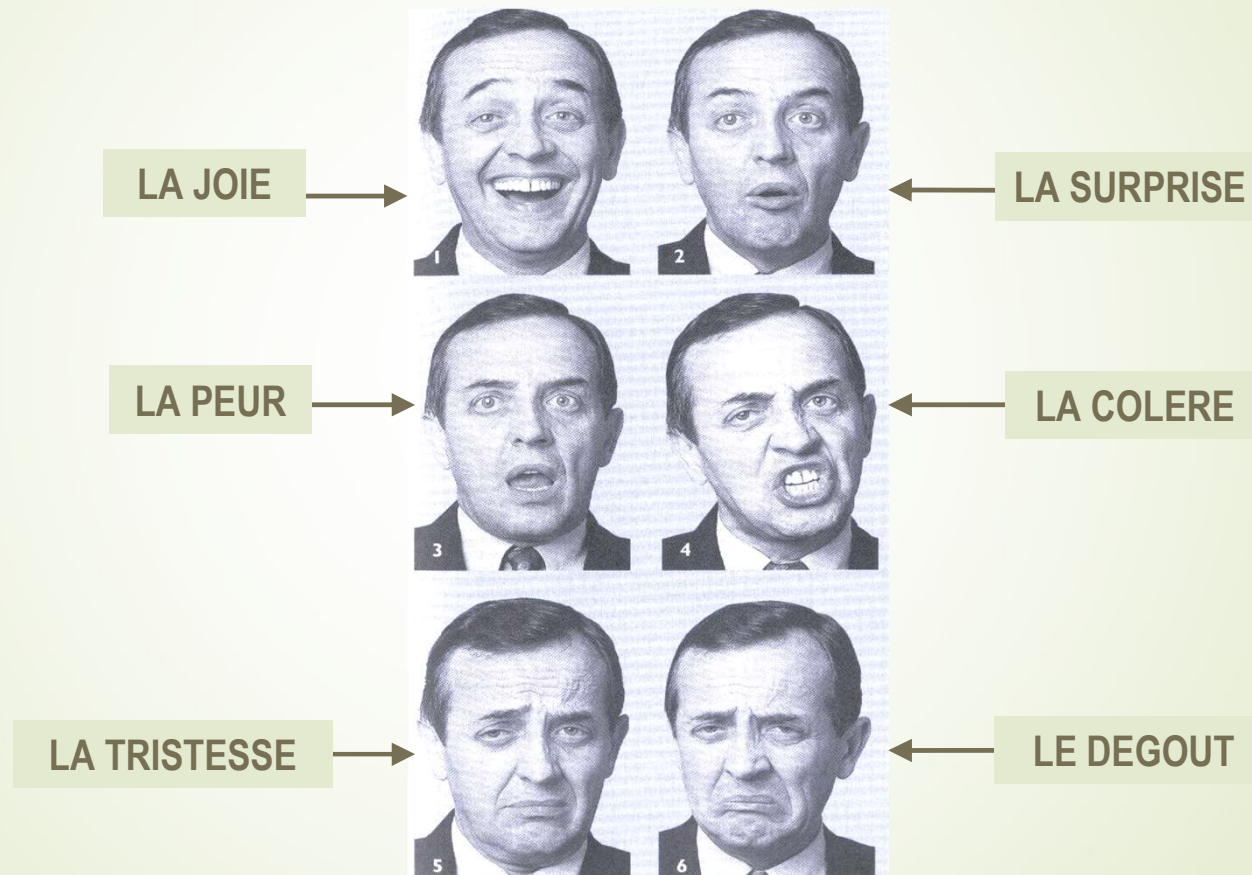 LA JOIE
LA SURPRISE
1
2
LA PEUR
LA COLERE
3
4
LA TRISTESSE
LE DEGOUT
5
6